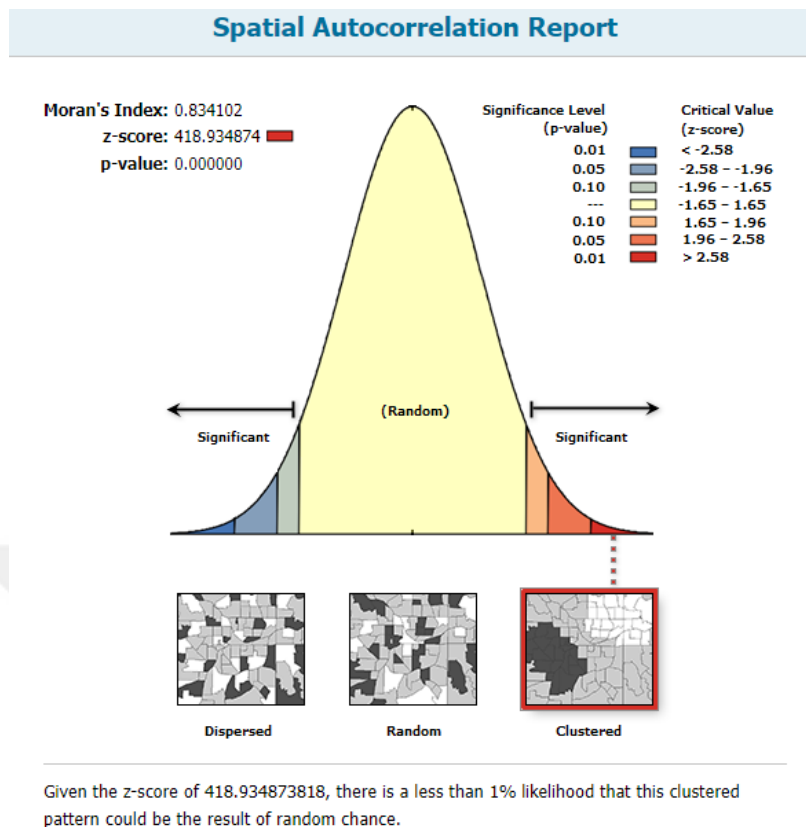 Spatial Autocorrelation Report
Moran's Index: 0.834102
z-score: 418.934874
p-value: 0.000000
Significance Level
(p-value)
Critical Value
(z-score)
0.01 < -2.58
0.05 -2.58 – -1.96
0.10 -1.96 – -1.65
--- -1.65 – 1.65
0.10 1.65 – 1.96
0.05 1.96 – 2.58
0.01 > 2.58
(Random)
Significant
Significant
Dispersed
Random
Clustered
Given the z-score of 418.934873818, there is a less than 1% likelihood that this clustered
pattern could be the result of random chance.